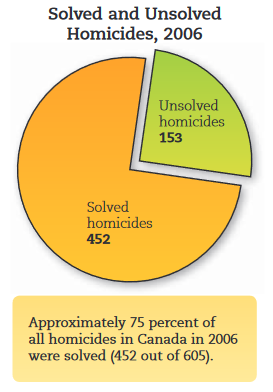 Solved and Unsolved
Homicides, 2006
Unsolved
homicides
153
Solved
homicides
452
Approximately 75 percent of
all homicides in Canada in 2006
were solved (452 out of 605).